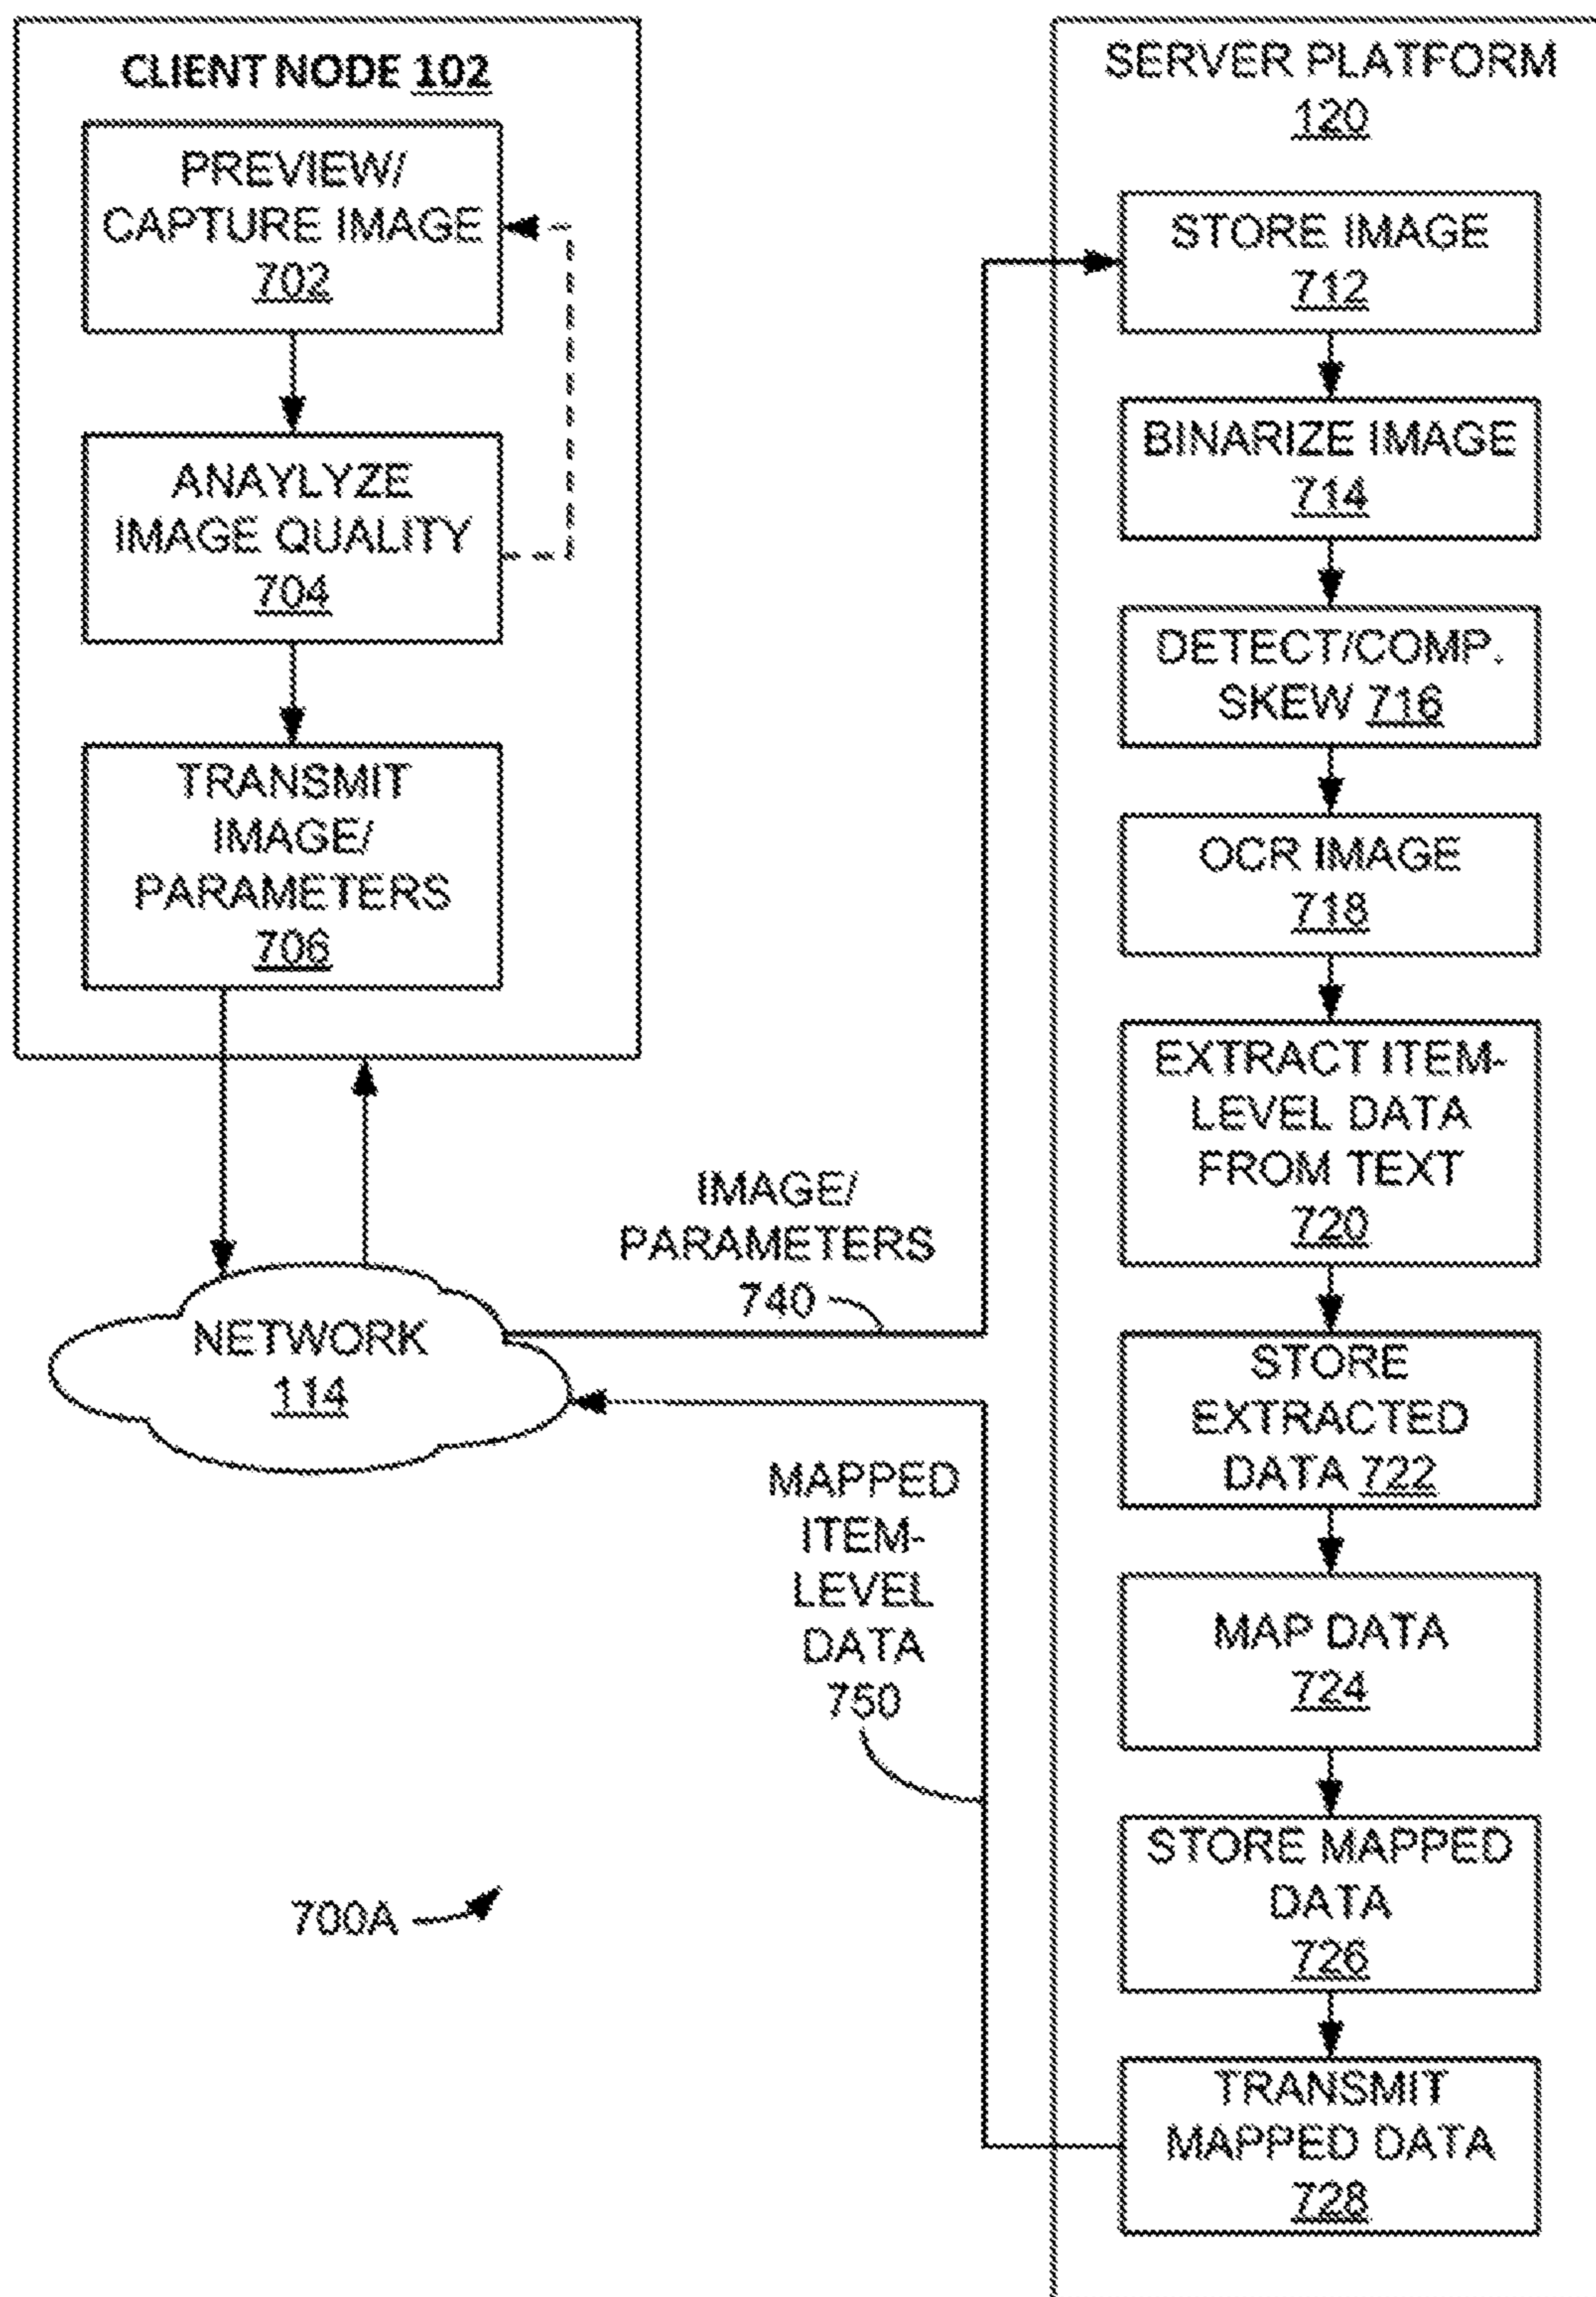 CLIENT NODE 102
PREVIEW/
CAPTURE IMAGE
702
ANAYLYZE
IMAGE QUALITY
704
TRANSMIT
IMAGE/
PARAMETERS
706
NETWORK
114
IMAGE/
PARAMETERS
740
MAPPED
ITEM-
LEVEL
DATA
750
700A
SERVER PLATFORM
120
STORE IMAGE
712
BINARIZE IMAGE
714
DETECT/COMP.
SKEW 716
OCR IMAGE
718
EXTRACT ITEM-
LEVEL DATA
FROM TEXT
720
STORE
EXTRACTED
DATA 722
MAP DATA
724
STORE MAPPED
DATA
726
TRANSMIT
MAPPED DATA
728